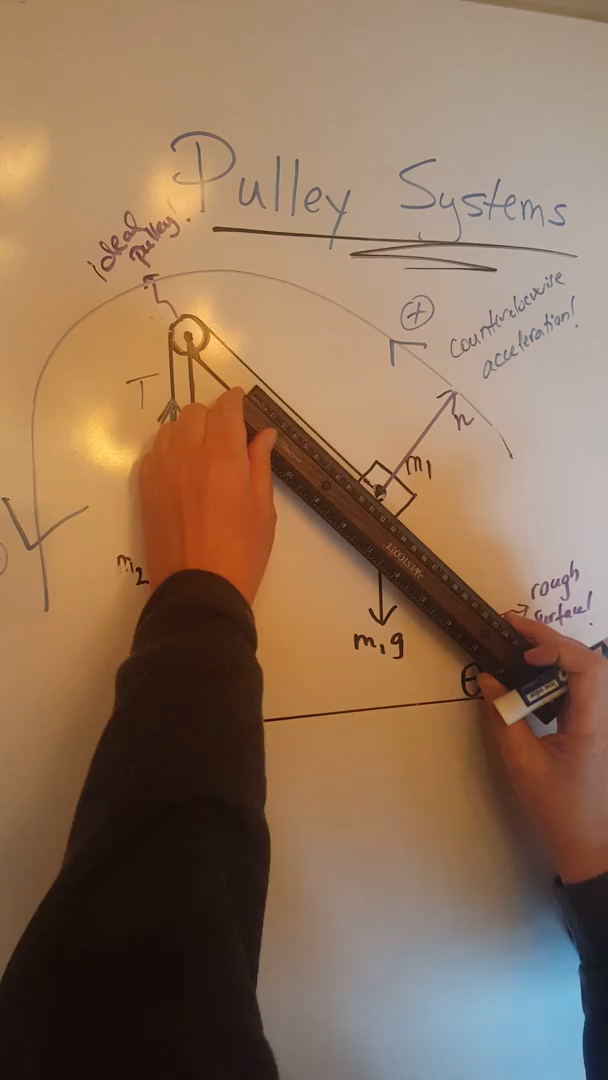 Pulley Systems
ideal
pulley!
+
counterclockwise
acceleration!
T
n
m₁
WESTCOTT
m₂
rough
surface!
m₁g
θ